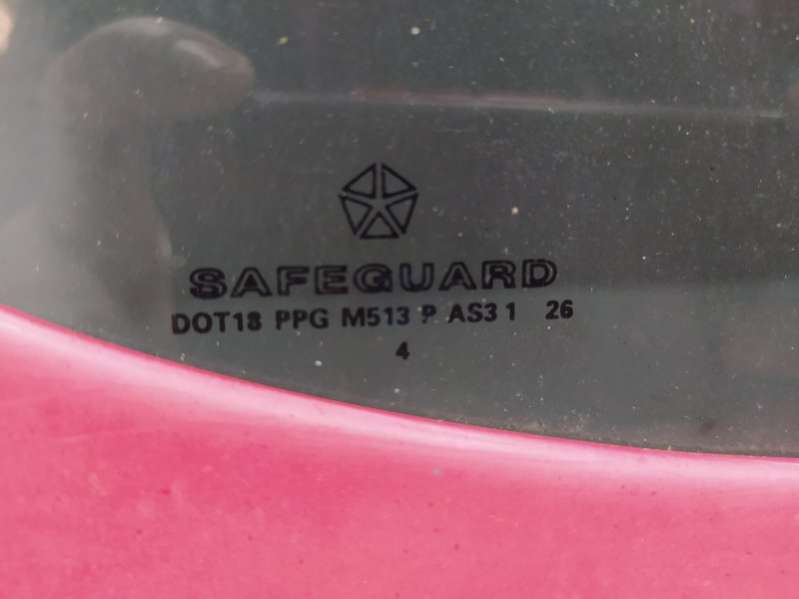 SAFEGUARD
DOT18 PPG M513 P AS3 1 26
4